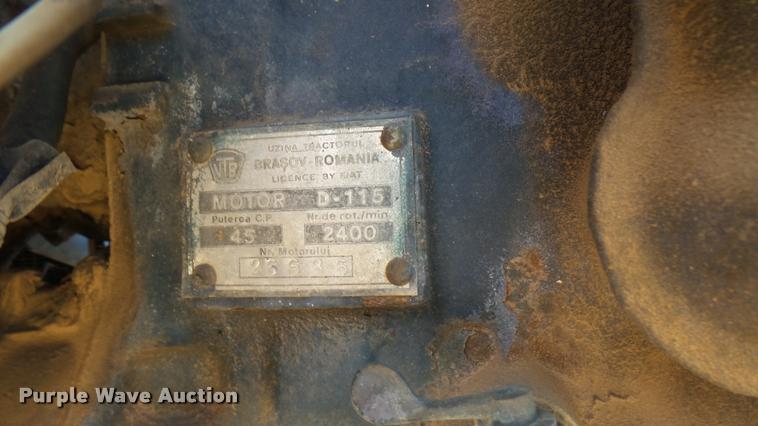 UZINA TRACTORUL
UTB
BRAŞOV-ROMANIA
LICENCE BY FIAT
MOTOR D-115
Puterea C.P. Nr. de rot./min
45 2400
Nr. Motorului
Purple Wave Auction®